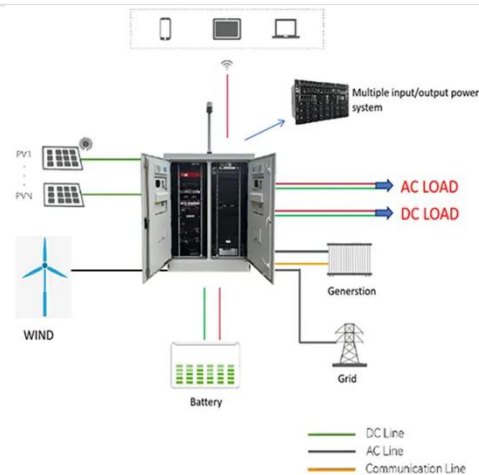 Multiple input/output power
system
PV1
PVN
AC LOAD
DC LOAD
Generstion
WIND
Grid
Battery
DC Line
AC Line
Communication Line